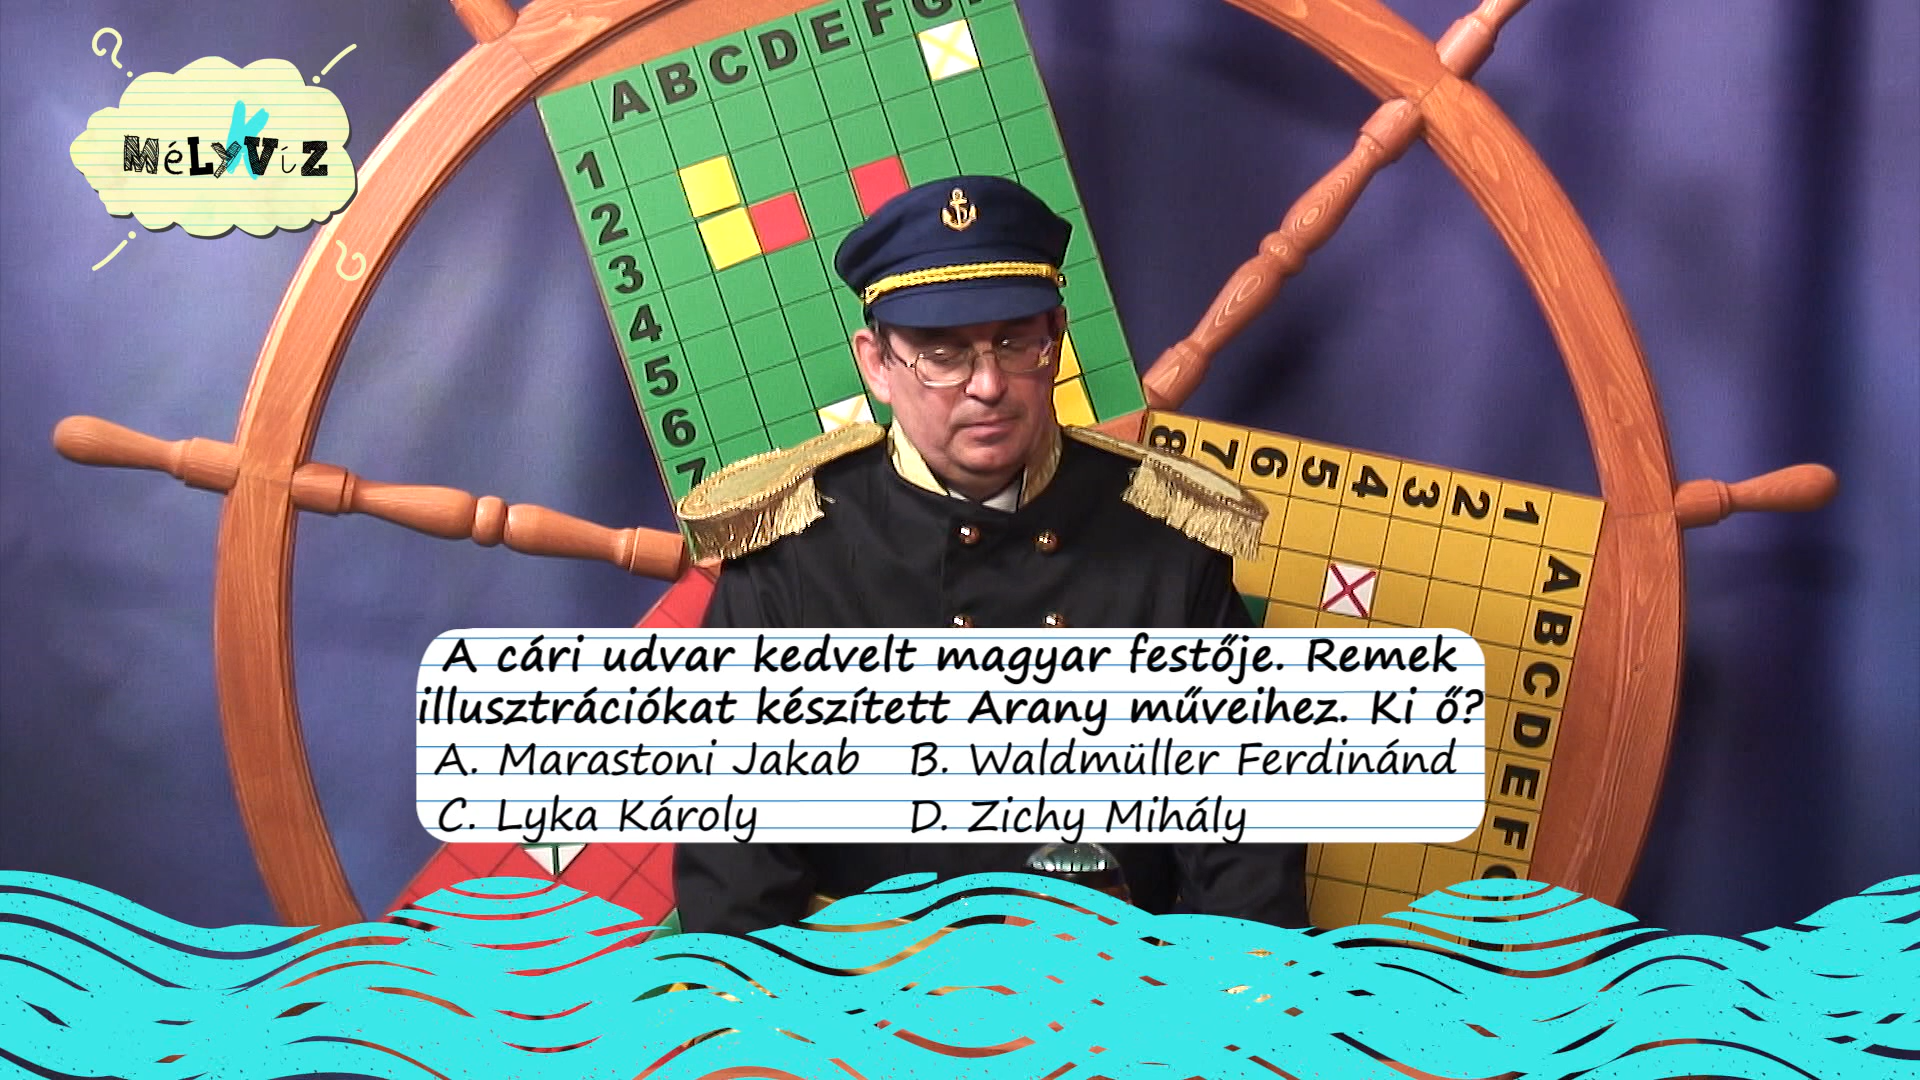 MéLyKVíZ
A B C D E F G
1
2
3
4
5
6
7
8 7 6 5 4 3 2 1
A
B
C
D
E
F
A cári udvar kedvelt magyar festője. Remek
illusztrációkat készített Arany műveihez. Ki ő?
A. Marastoni Jakab B. Waldmüller Ferdinánd
C. Lyka Károly D. Zichy Mihály